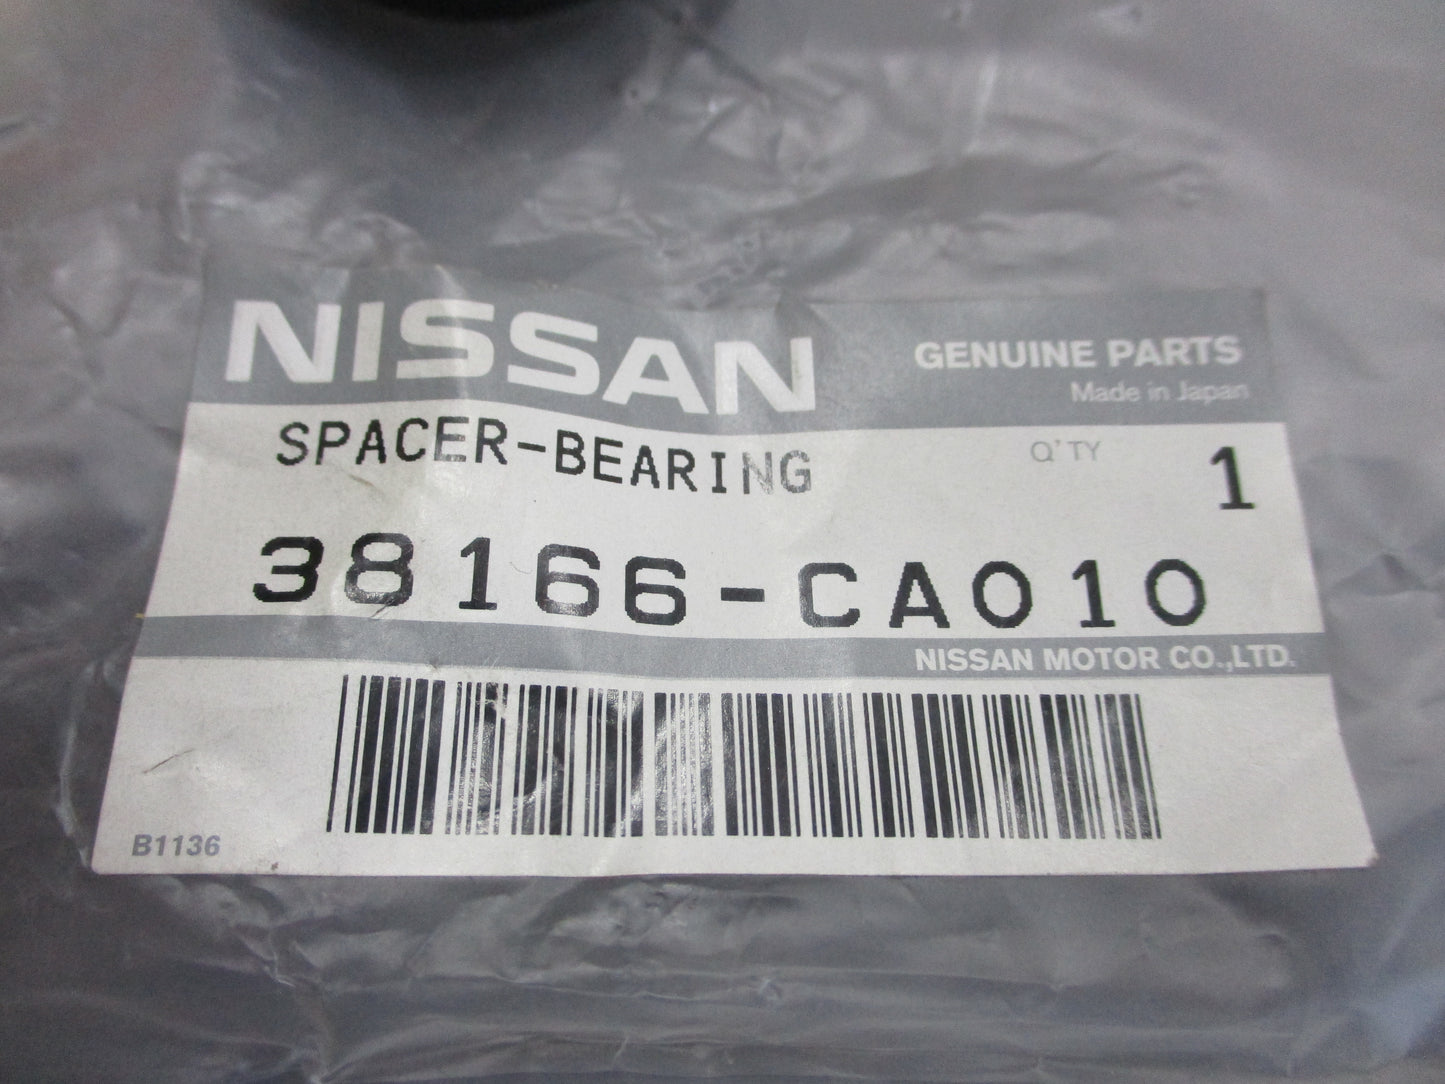 NISSAN
GENUINE PARTS
Made in Japan
SPACER-BEARING
Q'TY 1
38166-CA010
NISSAN MOTOR CO.,LTD.
B1136